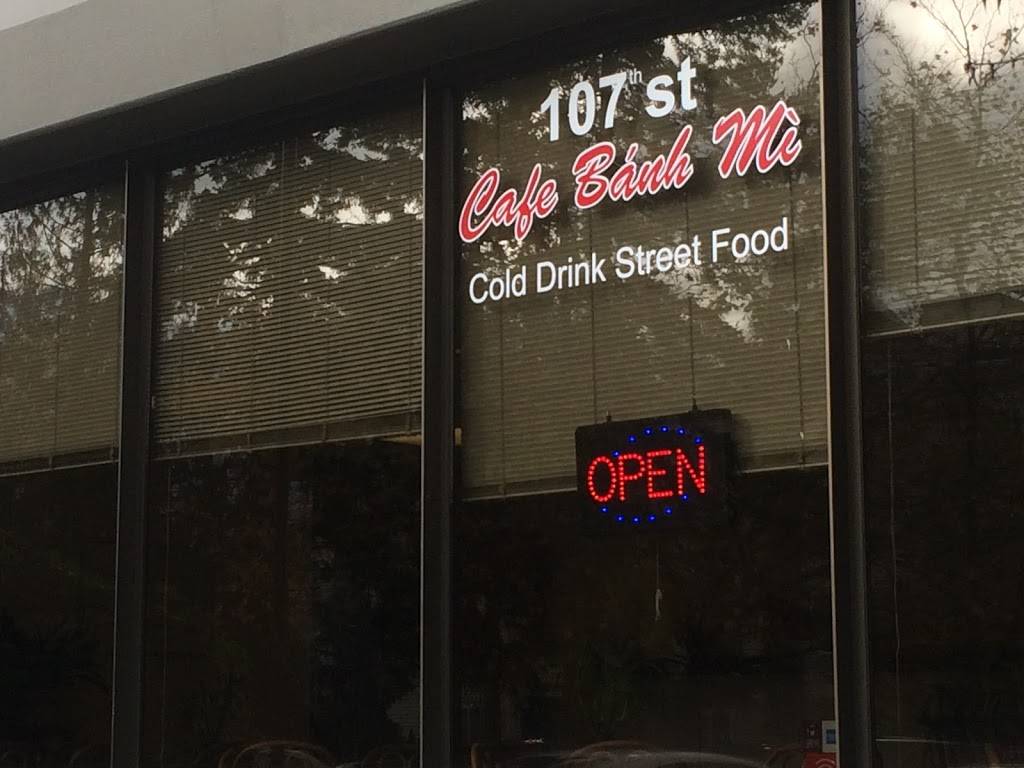 107th st
Cafe Bánh Mì
Cold Drink Street Food
OPEN